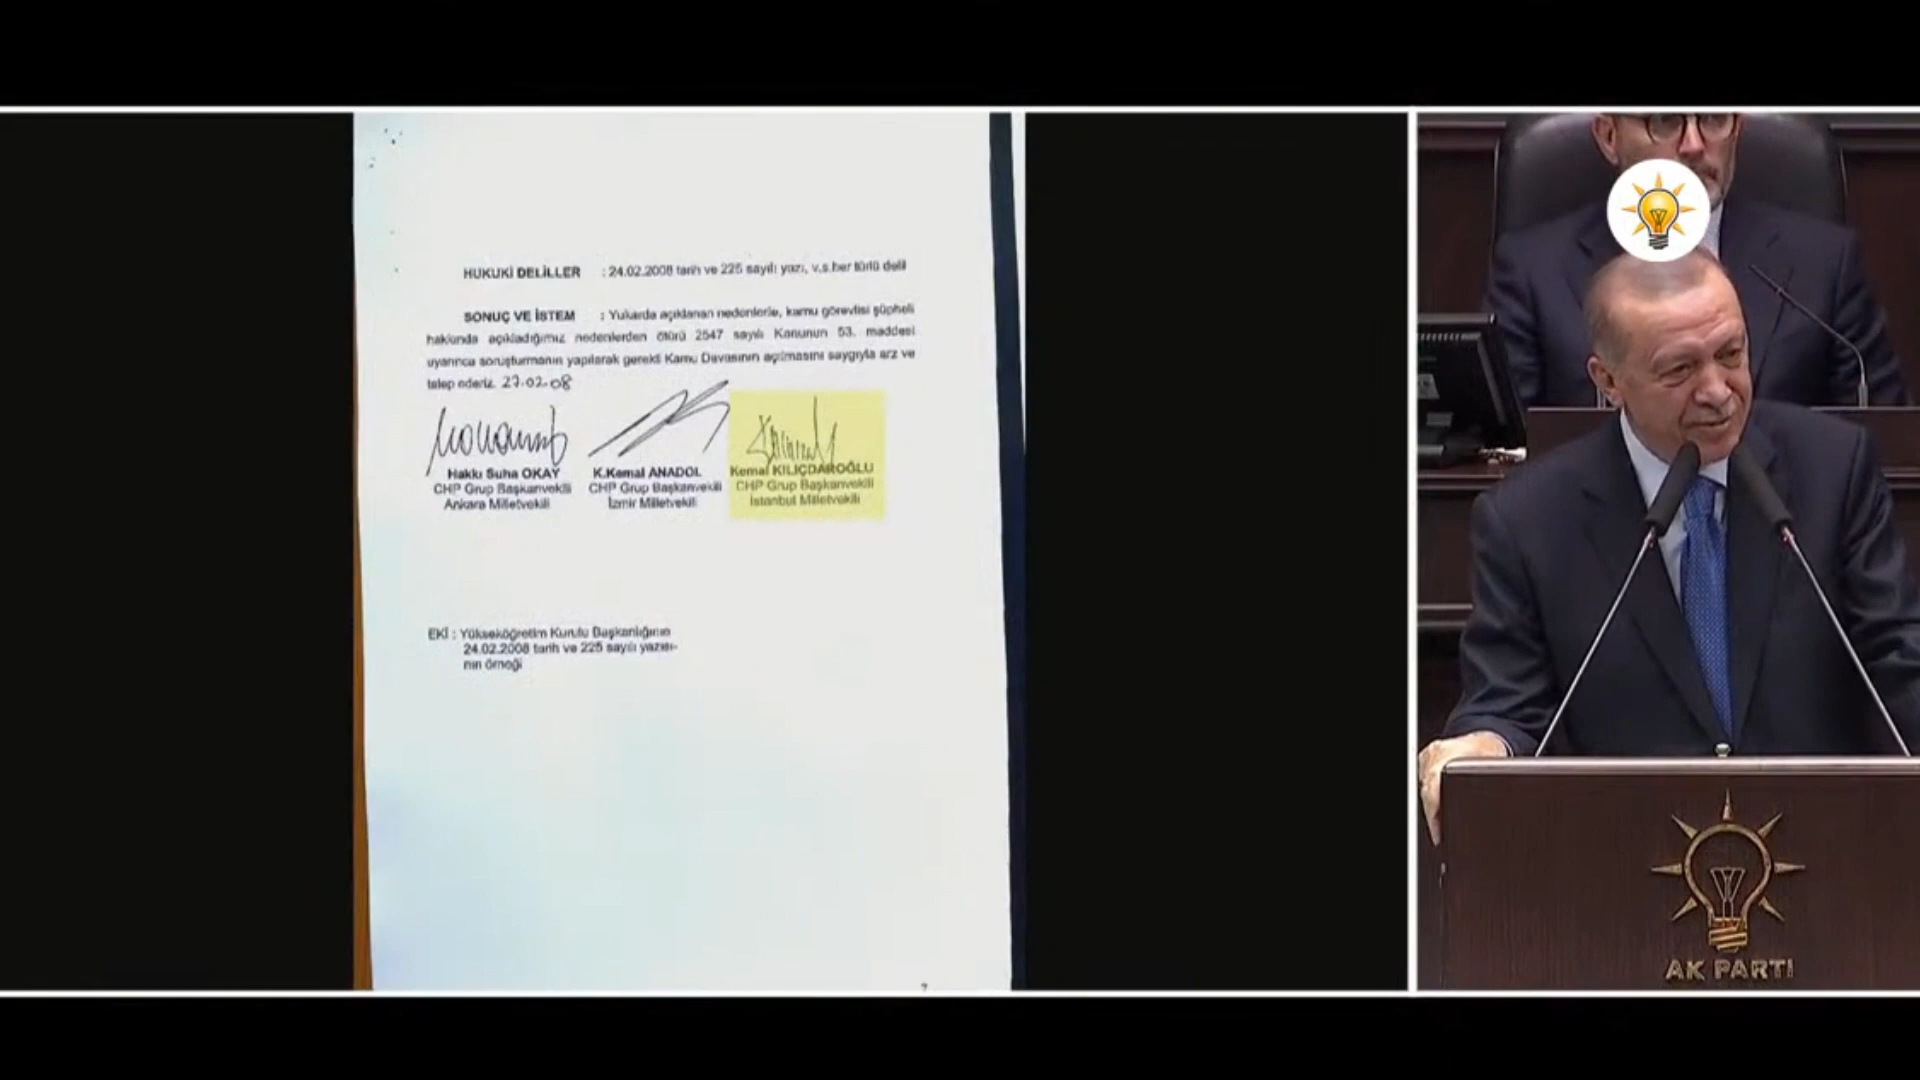 HUKUKİ DELİLLER : 24.02.2008 tarih ve 225 sayılı yazı, v.s.her türlü delil
SONUÇ VE İSTEM : Yukarda açıklanan nedenlerle, kamu görevlisi şüpheli
hakkında açıkladığımız nedenlerden ötürü 2547 sayılı Kanunun 53. maddesi
uyarınca soruşturmanın yapılarak gerekli Kamu Davasının açılmasını saygıyla arz ve
talep ederiz. 27.02.08
Hakkı Suha OKAY K.Kemal ANADOL Kemal KILIÇDAROĞLU
CHP Grup Başkanvekili CHP Grup Başkanvekili CHP Grup Başkanvekili
Ankara Milletvekili İzmir Milletvekili İstanbul Milletvekili
EKİ : Yükseköğretim Kurulu Başkanlığının
24.02.2008 tarih ve 225 sayılı yazısı-
nın örneği
AK PARTİ